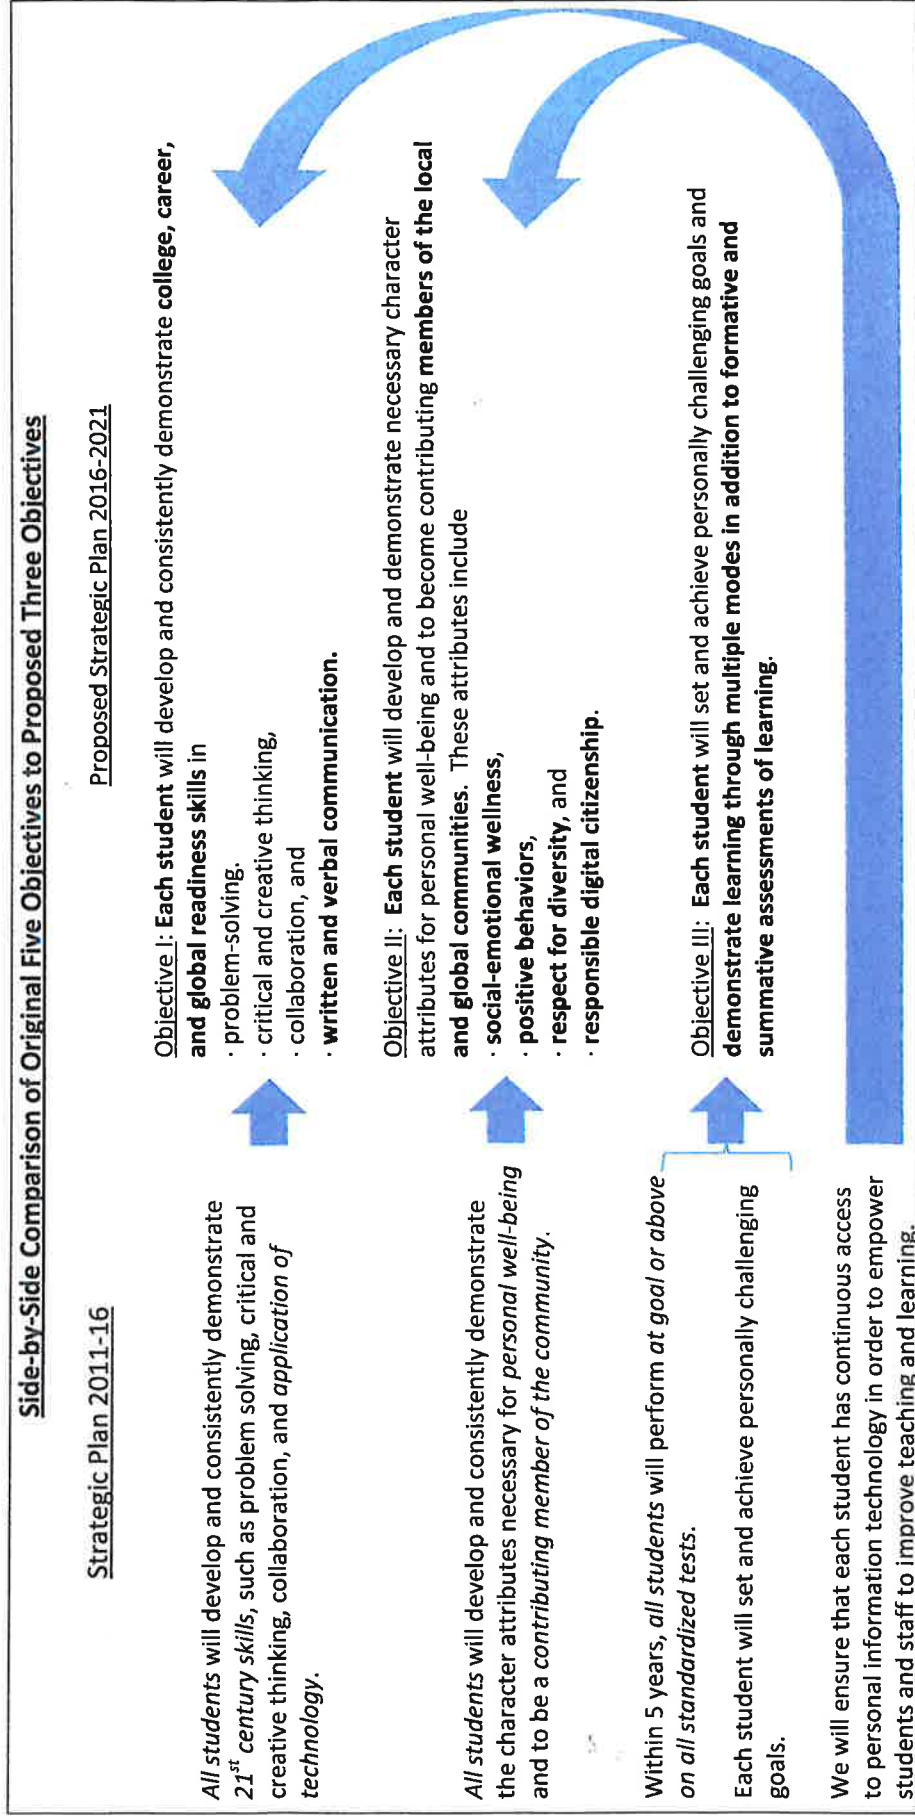 Side-by-Side Comparison of Original Five Objectives to Proposed Three Objectives
Strategic Plan 2011-16
All students will develop and consistently demonstrate
21st century skills, such as problem solving, critical and
creative thinking, collaboration, and application of
technology.
All students will develop and consistently demonstrate
the character attributes necessary for personal well-being
and to be a contributing member of the community.
Within 5 years, all students will perform at goal or above
on all standardized tests.
Each student will set and achieve personally challenging
goals.
We will ensure that each student has continuous access
to personal information technology in order to empower
students and staff to improve teaching and learning.
Proposed Strategic Plan 2016-2021
Objective I: Each student will develop and consistently demonstrate college, career,
and global readiness skills in
· problem-solving.
· critical and creative thinking,
· collaboration, and
· written and verbal communication.
Objective II: Each student will develop and demonstrate necessary character
attributes for personal well-being and to become contributing members of the local
and global communities. These attributes include
· social-emotional wellness,
· positive behaviors,
· respect for diversity, and
· responsible digital citizenship.
Objective III: Each student will set and achieve personally challenging goals and
demonstrate learning through multiple modes in addition to formative and
summative assessments of learning.